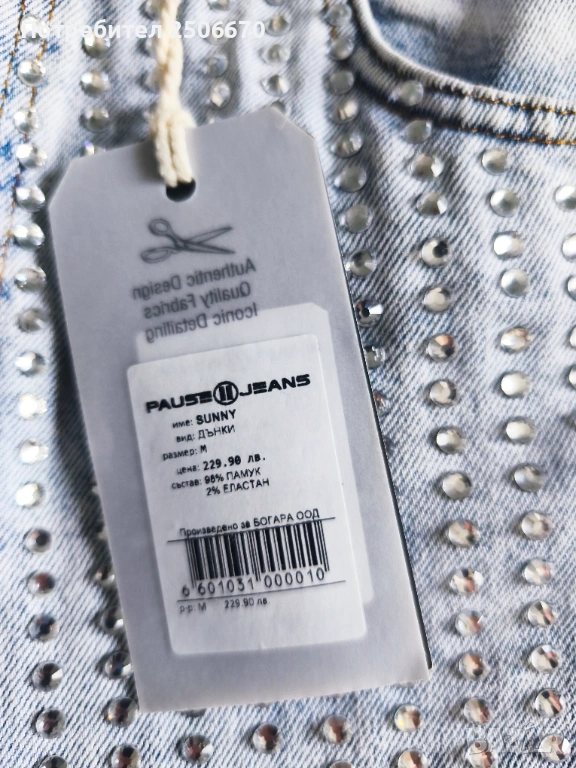 Потребител 2506670
Authentic Design
Quality Fabrics
Iconic Detailing
PAUSE JEANS
име: SUNNY
вид: ДЪНКИ
размер: M
цена: 229.90 лв.
състав: 98% ПАМУК
2% ЕЛАСТАН
Произведено за БОГАРА ООД
6 601031 000010
р-р: M 229.90 лв.